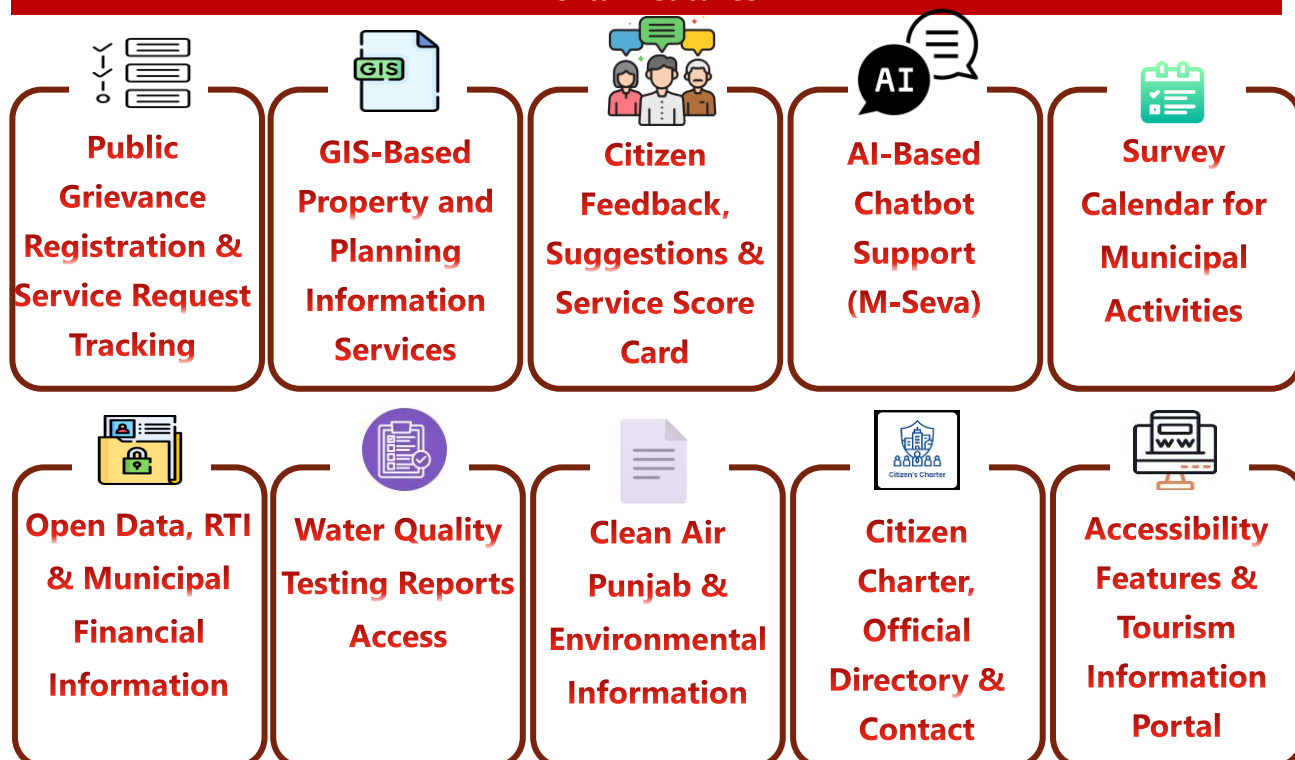 GIS
AI
Public
Grievance
Registration &
Service Request
Tracking
GIS-Based
Property and
Planning
Information
Services
Citizen
Feedback,
Suggestions &
Service Score
Card
AI-Based
Chatbot
Support
(M-Seva)
Survey
Calendar for
Municipal
Activities
Citizen's Charter
WW
Open Data, RTI
& Municipal
Financial
Information
Water Quality
Testing Reports
Access
Clean Air
Punjab &
Environmental
Information
Citizen
Charter,
Official
Directory &
Contact
Accessibility
Features &
Tourism
Information
Portal